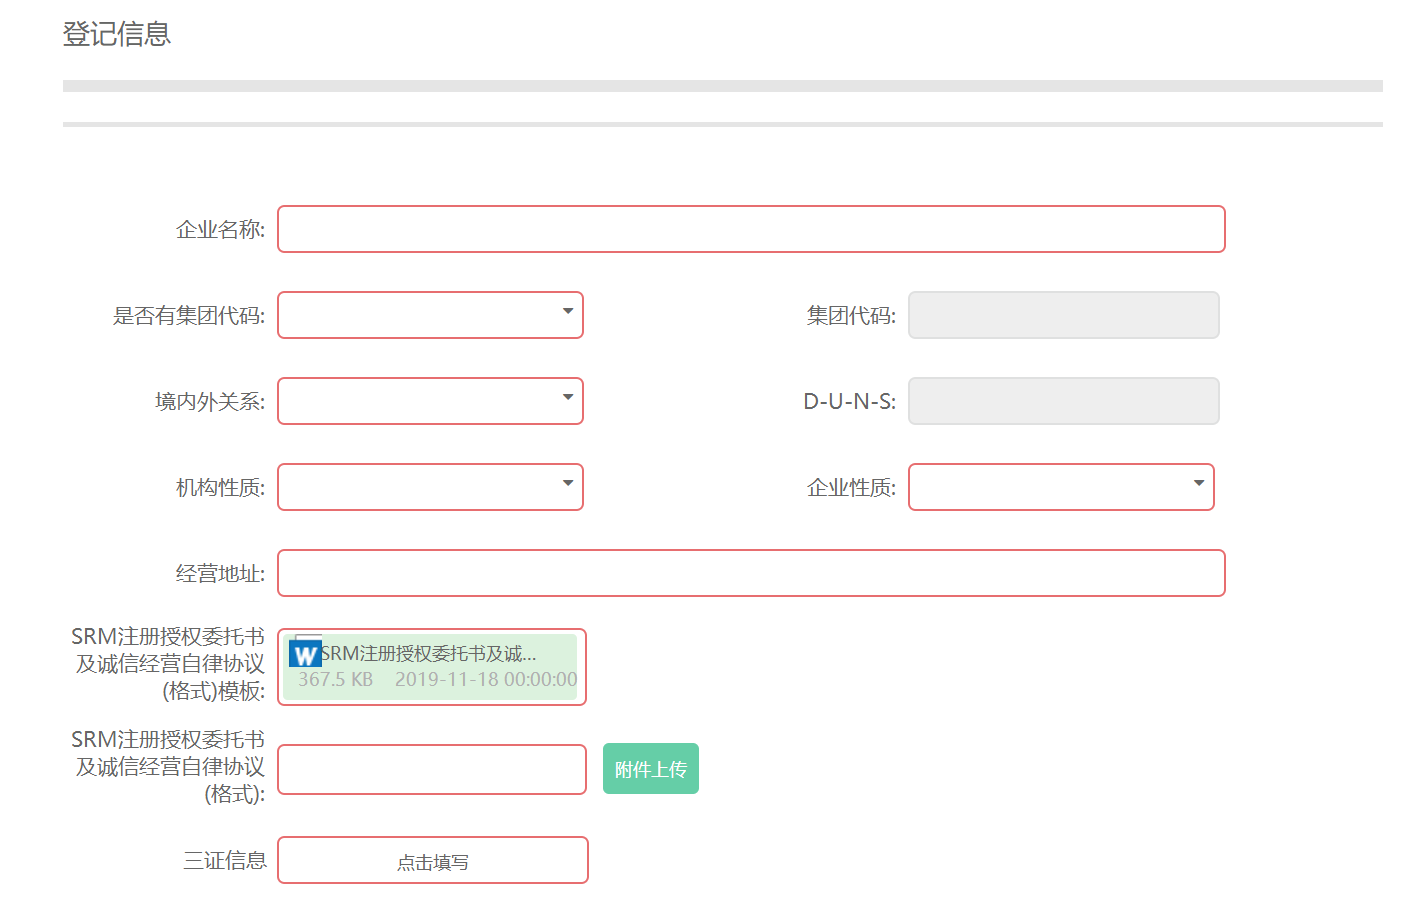 登记信息
企业名称:
是否有集团代码:
集团代码:
境内外关系:
D-U-N-S:
机构性质:
企业性质:
经营地址:
SRM注册授权委托书
及诚信经营自律协议
(格式)模板:
SRM注册授权委托书及诚...
367.5 KB 2019-11-18 00:00:00
SRM注册授权委托书
及诚信经营自律协议
(格式):
附件上传
三证信息
点击填写